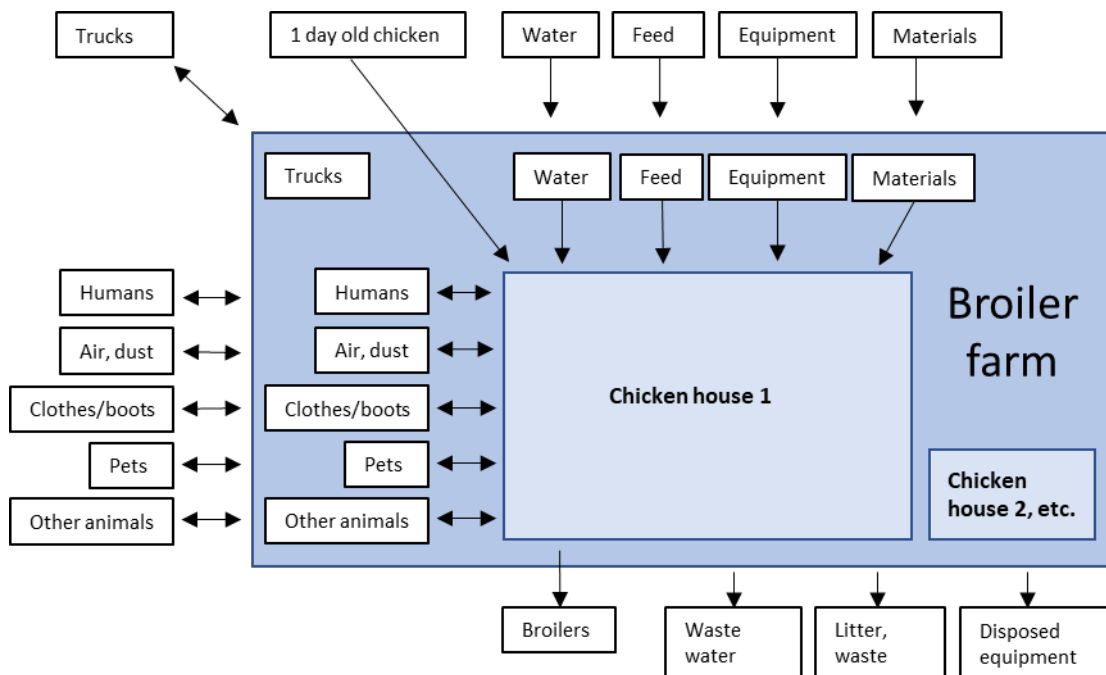 Trucks
1 day old chicken
Water
Feed
Equipment
Materials
Trucks
Water
Feed
Equipment
Materials
Humans
Air, dust
Clothes/boots
Pets
Other animals
Humans
Air, dust
Clothes/boots
Pets
Other animals
Chicken house 1
Broiler
farm
Chicken
house 2, etc.
Broilers
Waste
water
Litter,
waste
Disposed
equipment